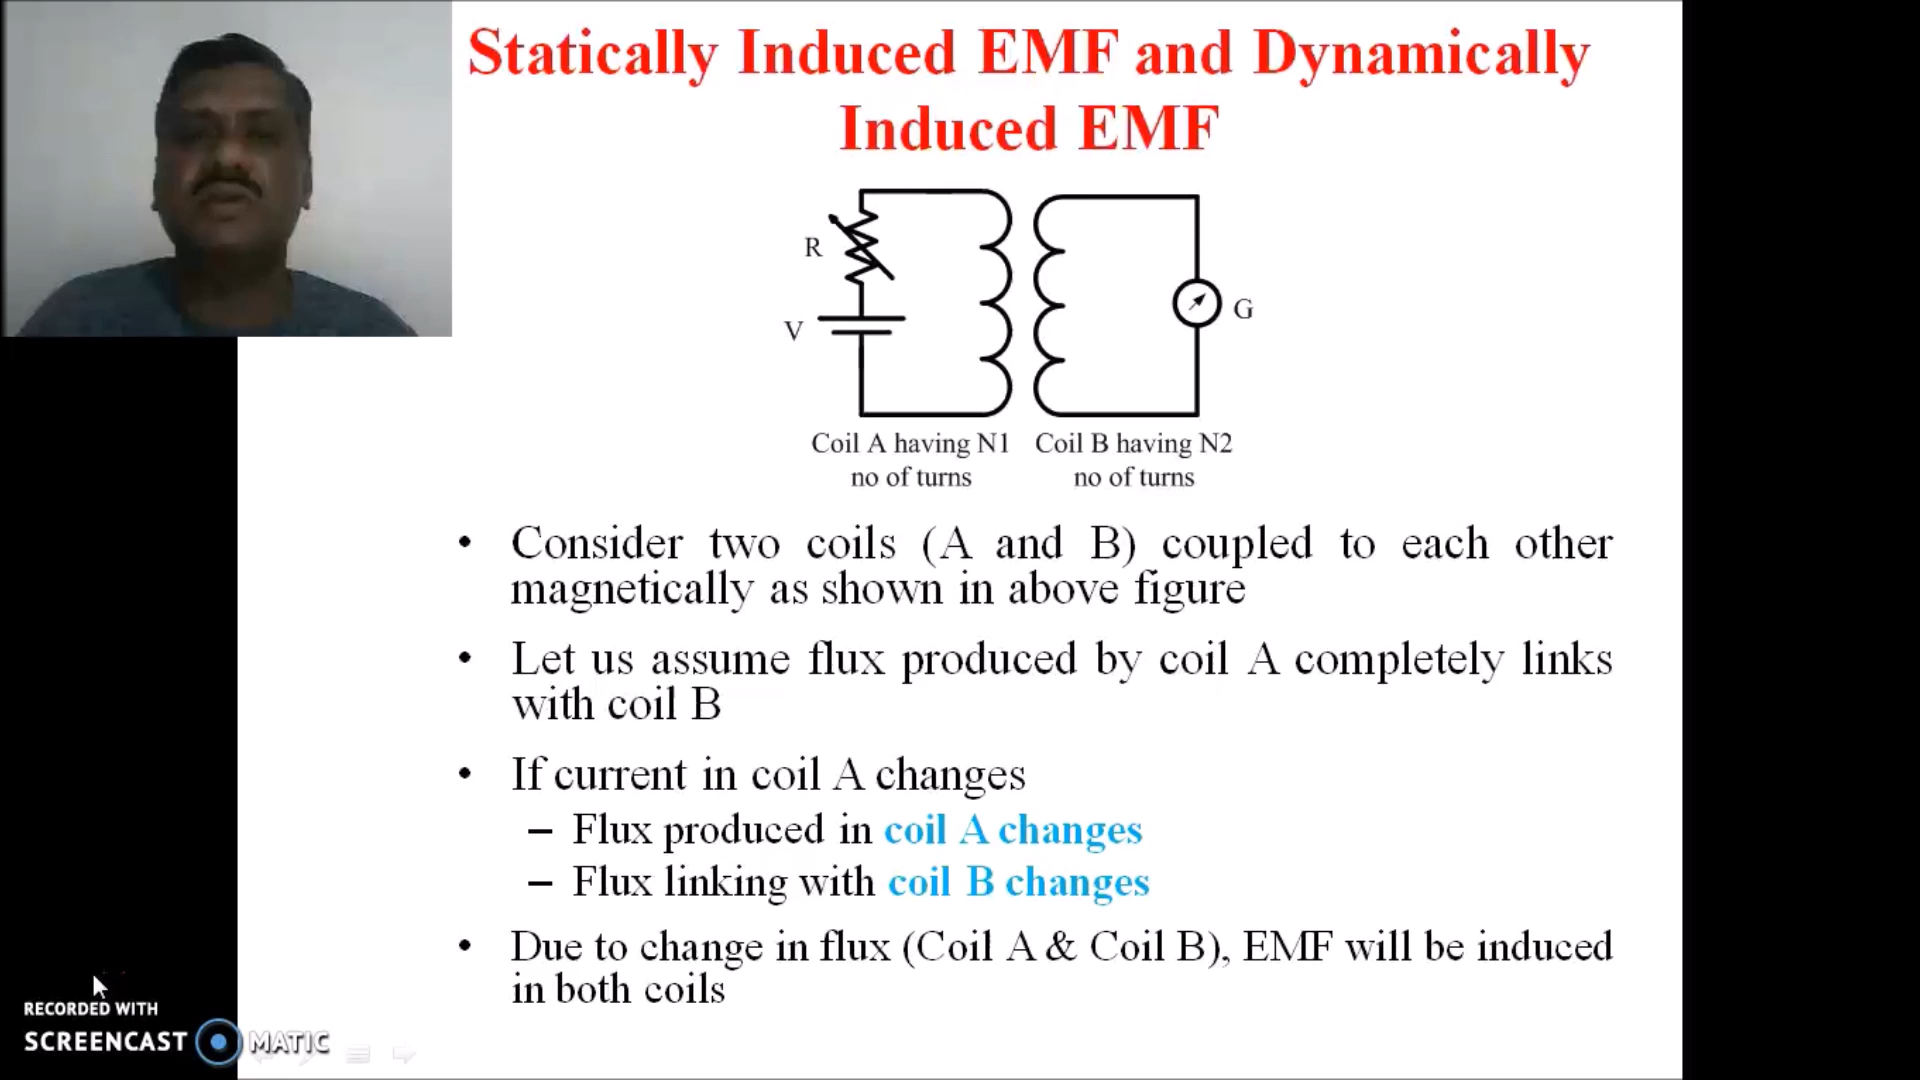 Statically Induced EMF and Dynamically
Induced EMF
R
V
G
Coil A having N1
no of turns
Coil B having N2
no of turns
• Consider two coils (A and B) coupled to each other
magnetically as shown in above figure
• Let us assume flux produced by coil A completely links
with coil B
• If current in coil A changes
– Flux produced in coil A changes
– Flux linking with coil B changes
• Due to change in flux (Coil A & Coil B), EMF will be induced
in both coils
RECORDED WITH
SCREENCAST MATIC